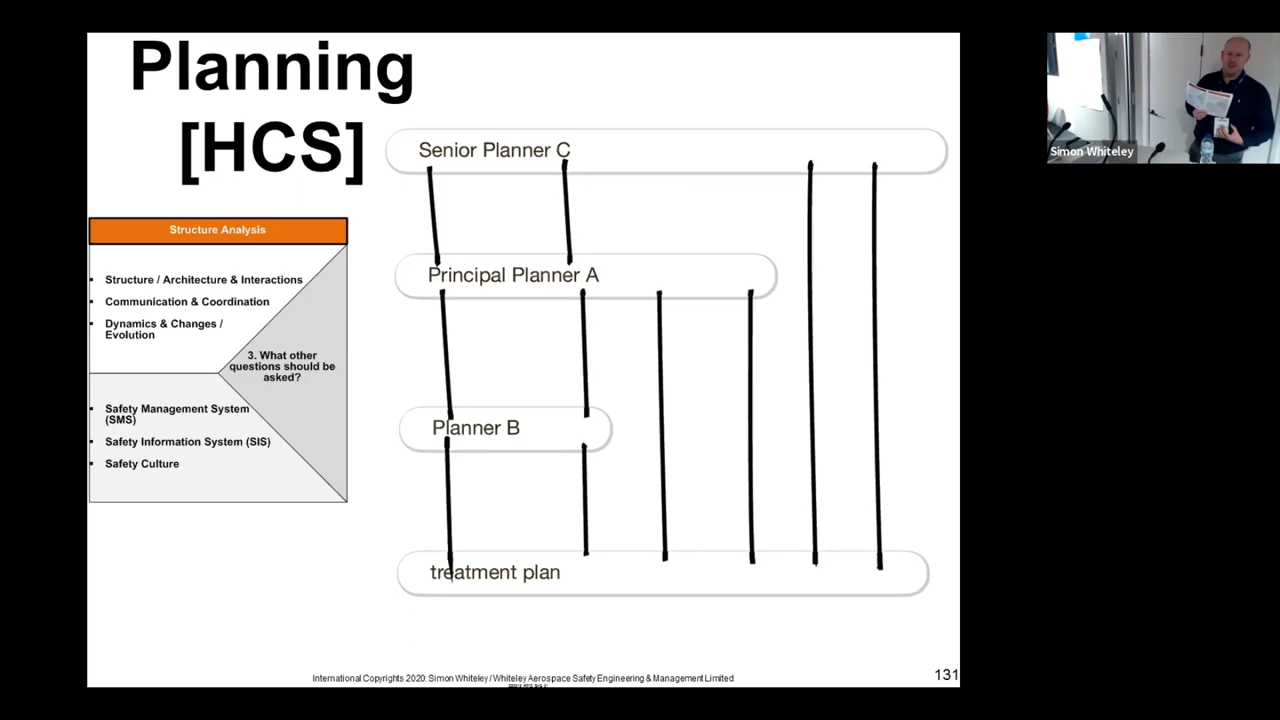 Planning
[HCS]
Senior Planner C
Structure Analysis
Structure / Architecture & Interactions
Communication & Coordination
Dynamics & Changes /
Evolution
3. What other
questions should be
asked?
Safety Management System
(SMS)
Safety Information System (SIS)
Safety Culture
Principal Planner A
Planner B
treatment plan
International Copyrights 2020: Simon Whiteley / Whiteley Aerospace Safety Engineering & Management Limited
131
Simon Whiteley